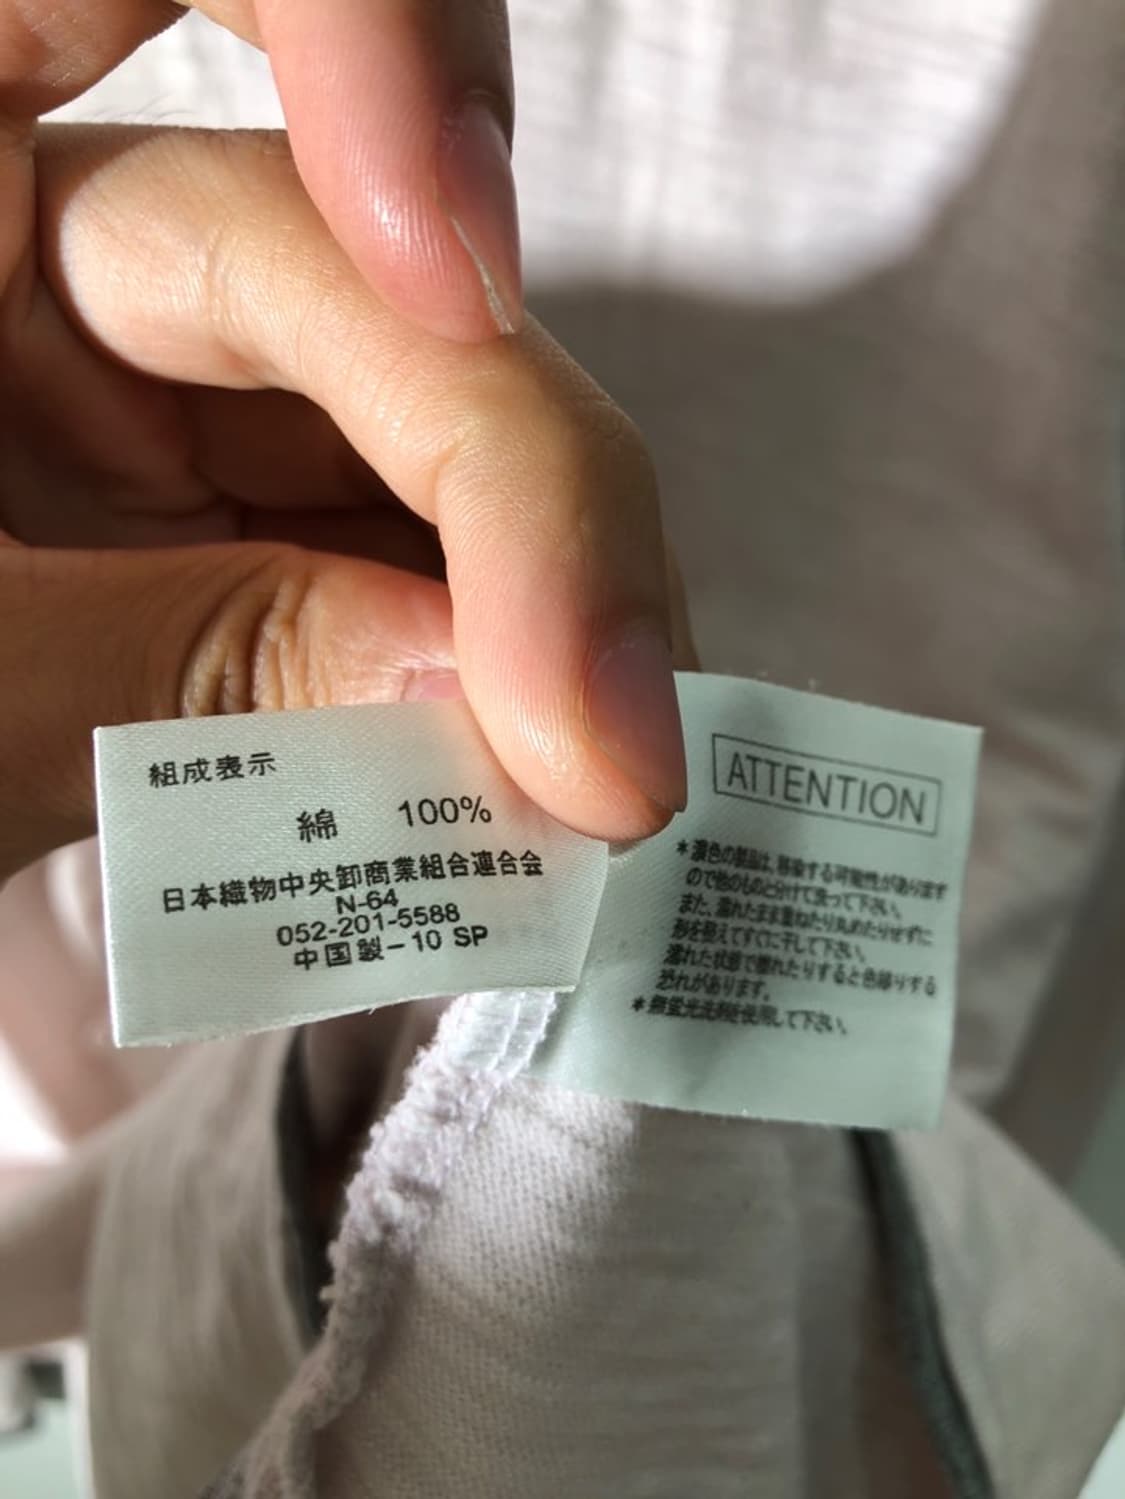 組成表示
綿 100%
日本織物中央卸商業組合連合会
N-64
052-201-5588
中国製-10 SP
ATTENTION
*濃色の製品は、移染する可能性があります
ので他のものと分けて洗って下さい。
また、濡れたまま重ねたり丸めたりせずに
形を整えてすぐに干して下さい。
濡れた状態で擦れたりすると色移りする
恐れがあります。
*無蛍光洗剤を使用して下さい。